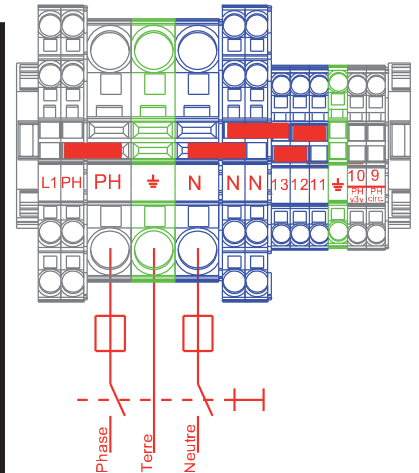 L1 PH PH N N N 13 12 11 10 9
PH PH
v3v circ.
Phase
Terre
Neutre